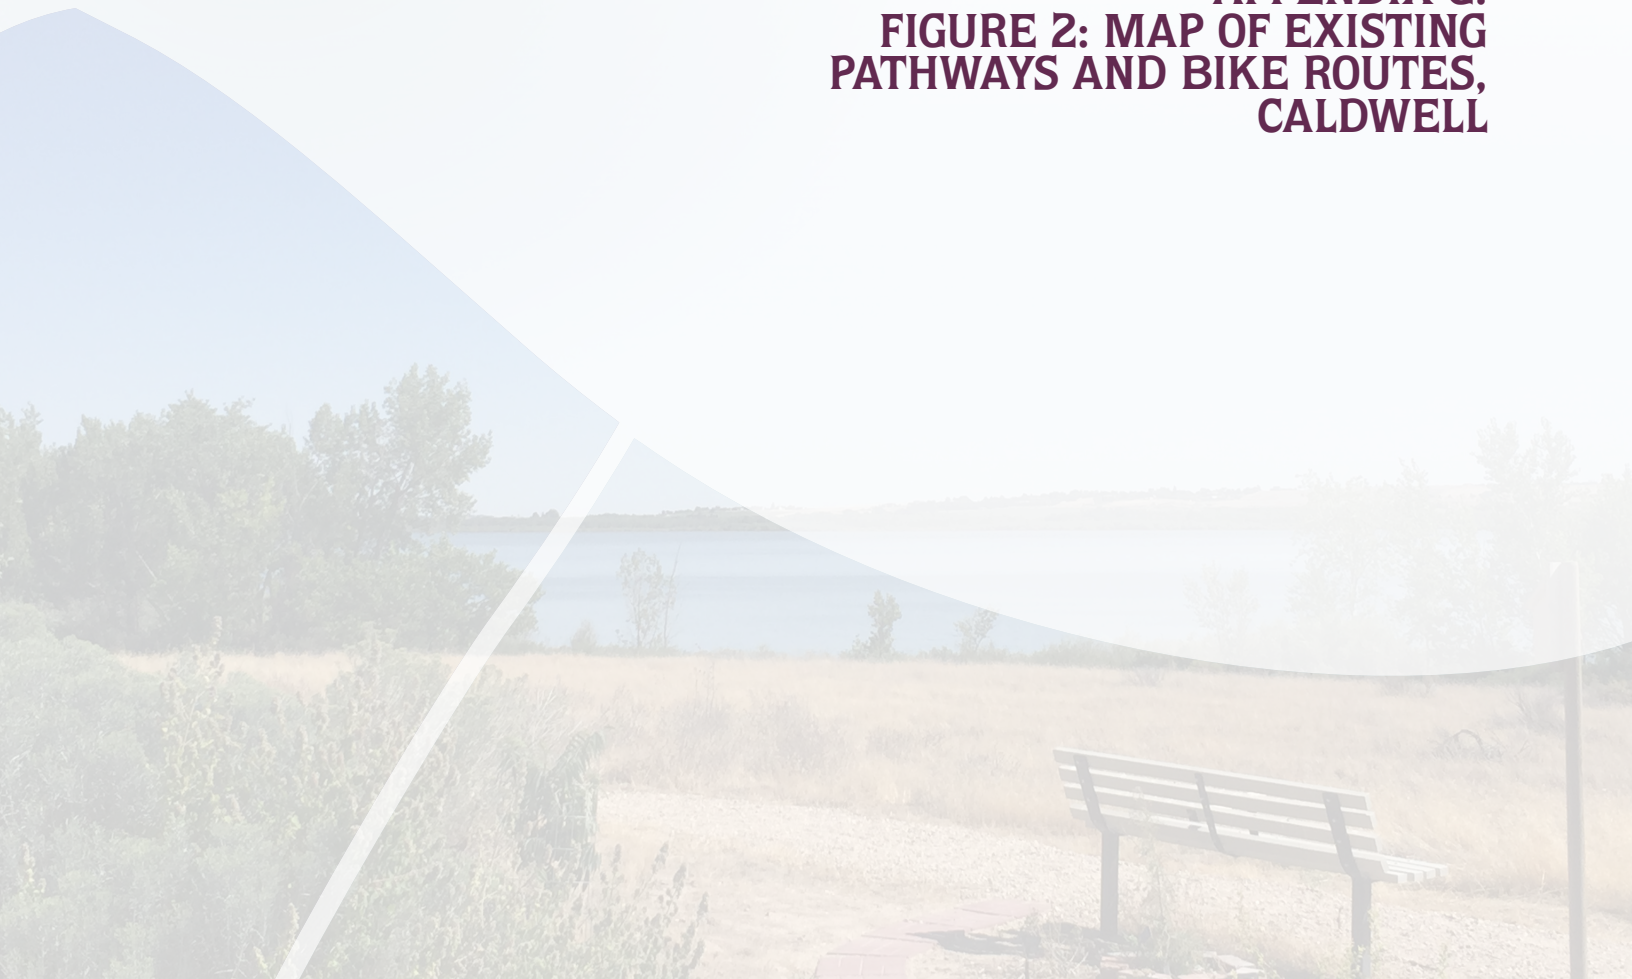 FIGURE 2: MAP OF EXISTING
PATHWAYS AND BIKE ROUTES,
CALDWELL